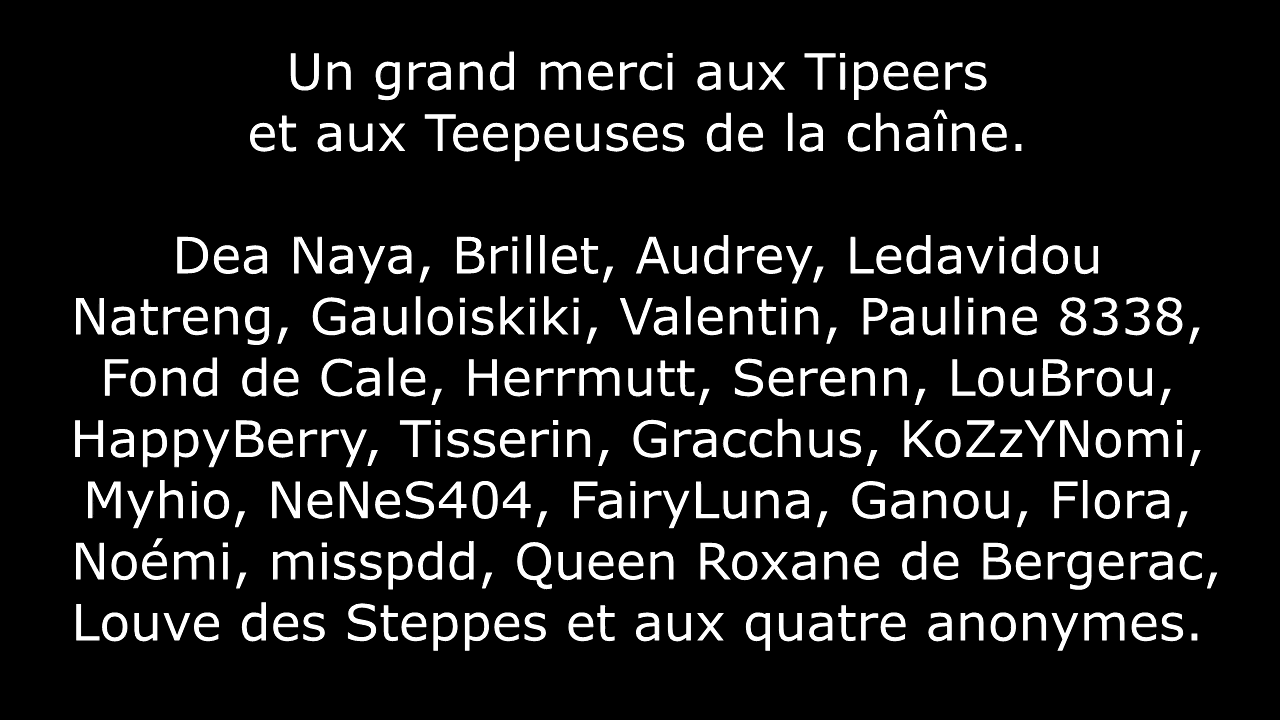 Un grand merci aux Tipeers
et aux Teepeuses de la chaîne.
Dea Naya, Brillet, Audrey, Ledavidou
Natreng, Gauloiskiki, Valentin, Pauline 8338,
Fond de Cale, Herrmutt, Serenn, LouBrou,
HappyBerry, Tisserin, Gracchus, KoZzYNomi,
Myhio, NeNeS404, FairyLuna, Ganou, Flora,
Noémi, misspdd, Queen Roxane de Bergerac,
Louve des Steppes et aux quatre anonymes.